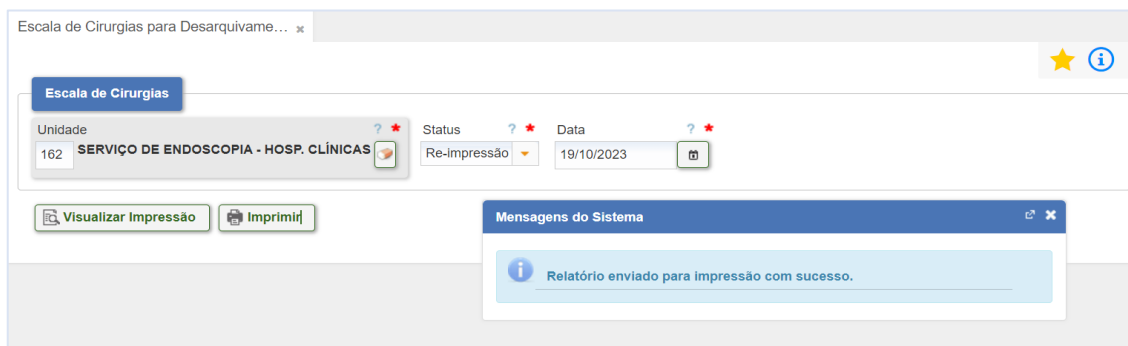 Escala de Cirurgias para Desarquivame...
Escala de Cirurgias
Unidade ? *
162 SERVIÇO DE ENDOSCOPIA - HOSP. CLÍNICAS
Status ? *
Re-impressão
Data ? *
19/10/2023
Visualizar Impressão
Imprimir
Mensagens do Sistema
Relatório enviado para impressão com sucesso.